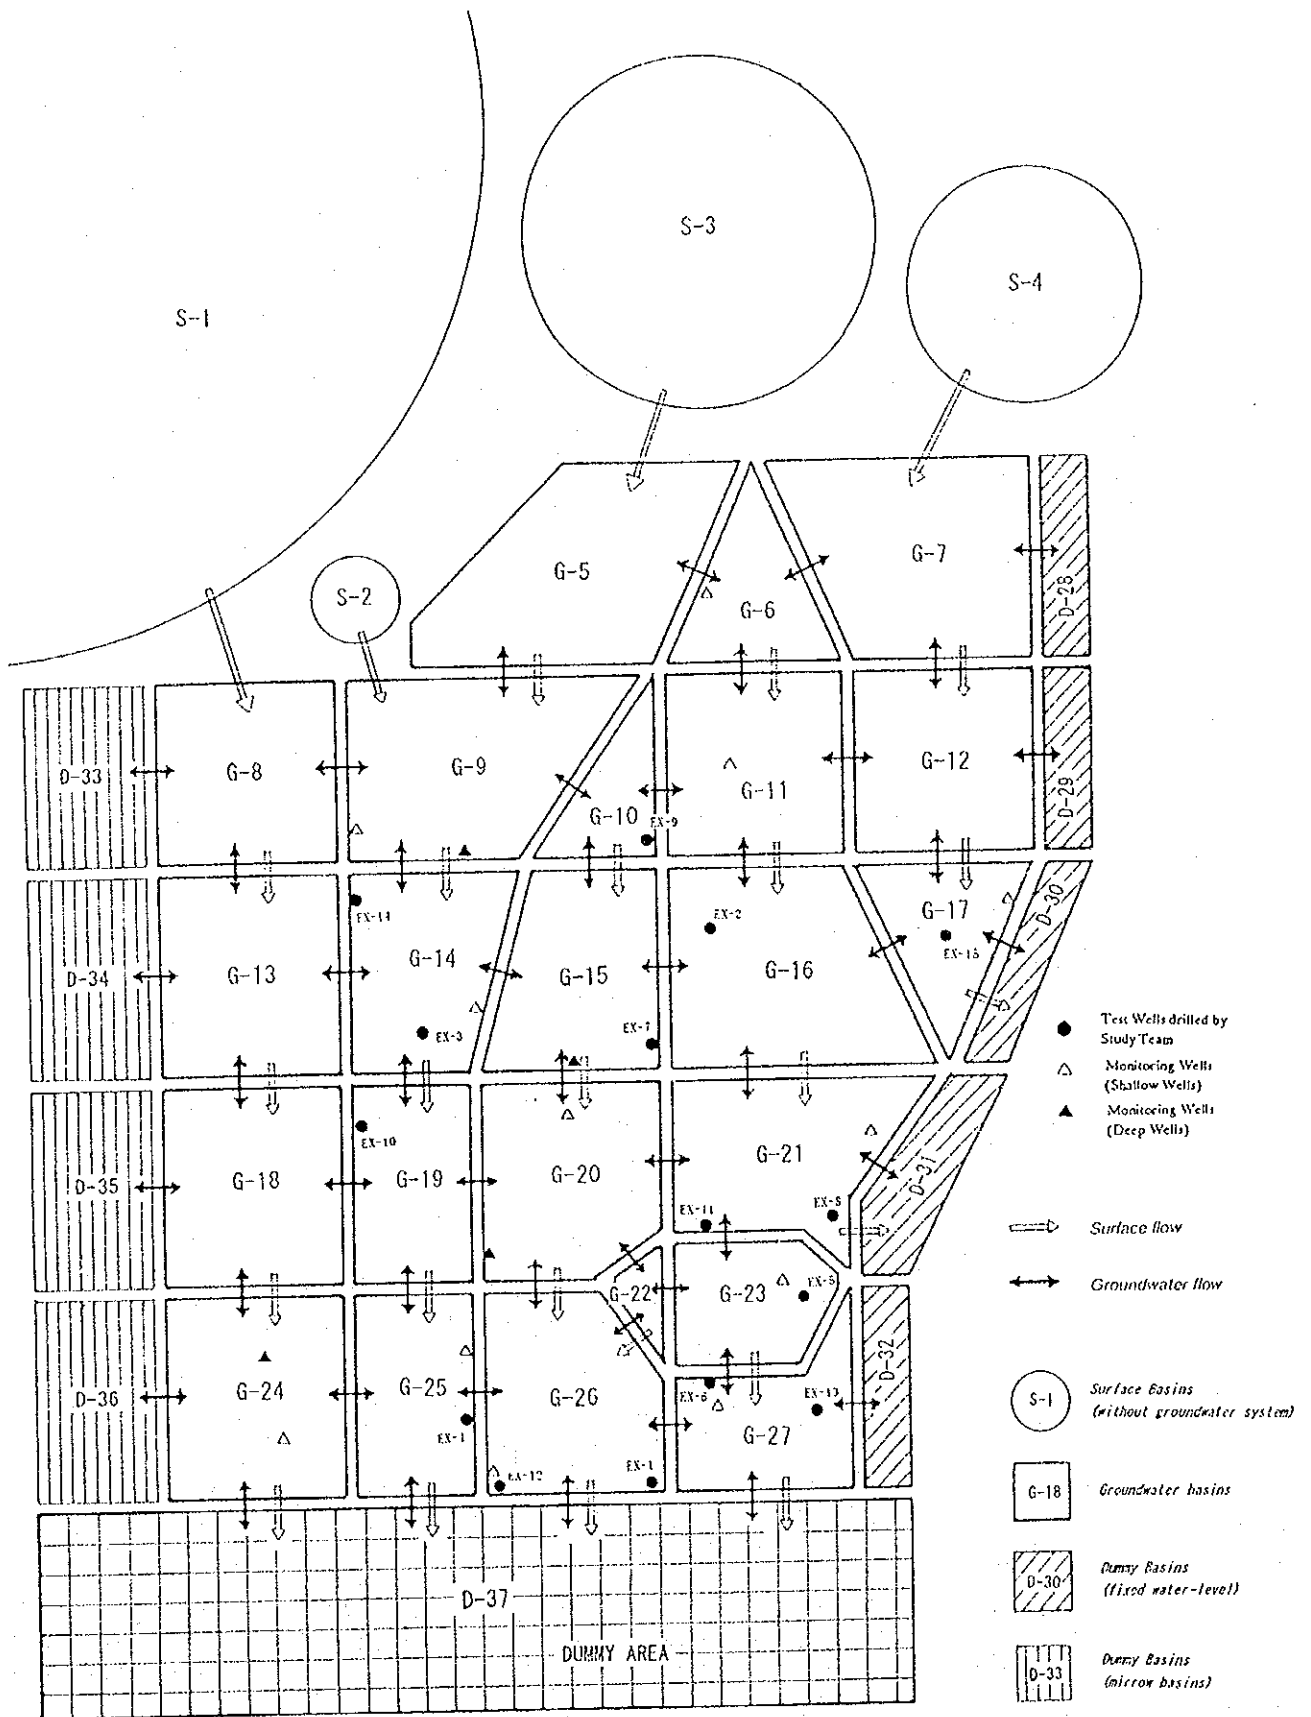 S-3
S-4
S-1
G-5
G-7
S-2
G-6
D-28
D-33
G-8
G-9
G-10
EX-9
G-11
G-12
D-29
EX-14
G-17
D-30
EX-2
EX-15
D-34
G-13
G-14
G-15
G-16
EX-3
EX-7
Test Wells drilled by
Study Team
Monitoring Wells
(Shallow Wells)
Monitoring Wells
(Deep Wells)
EX-10
D-35
G-18
G-19
G-20
G-21
D-31
EX-11
EX-8
Surface flow
G-22
G-23
EX-5
Groundwater flow
D-32
D-36
G-24
G-25
G-26
EX-6
EX-13
G-27
EX-1
EX-12
EX-1
S-1
Surface Basins
(without groundwater system)
G-18
Groundwater basins
D-30
Dummy Basins
(fixed water-level)
D-37
DUMMY AREA
D-33
Dummy Basins
(mirrow basins)